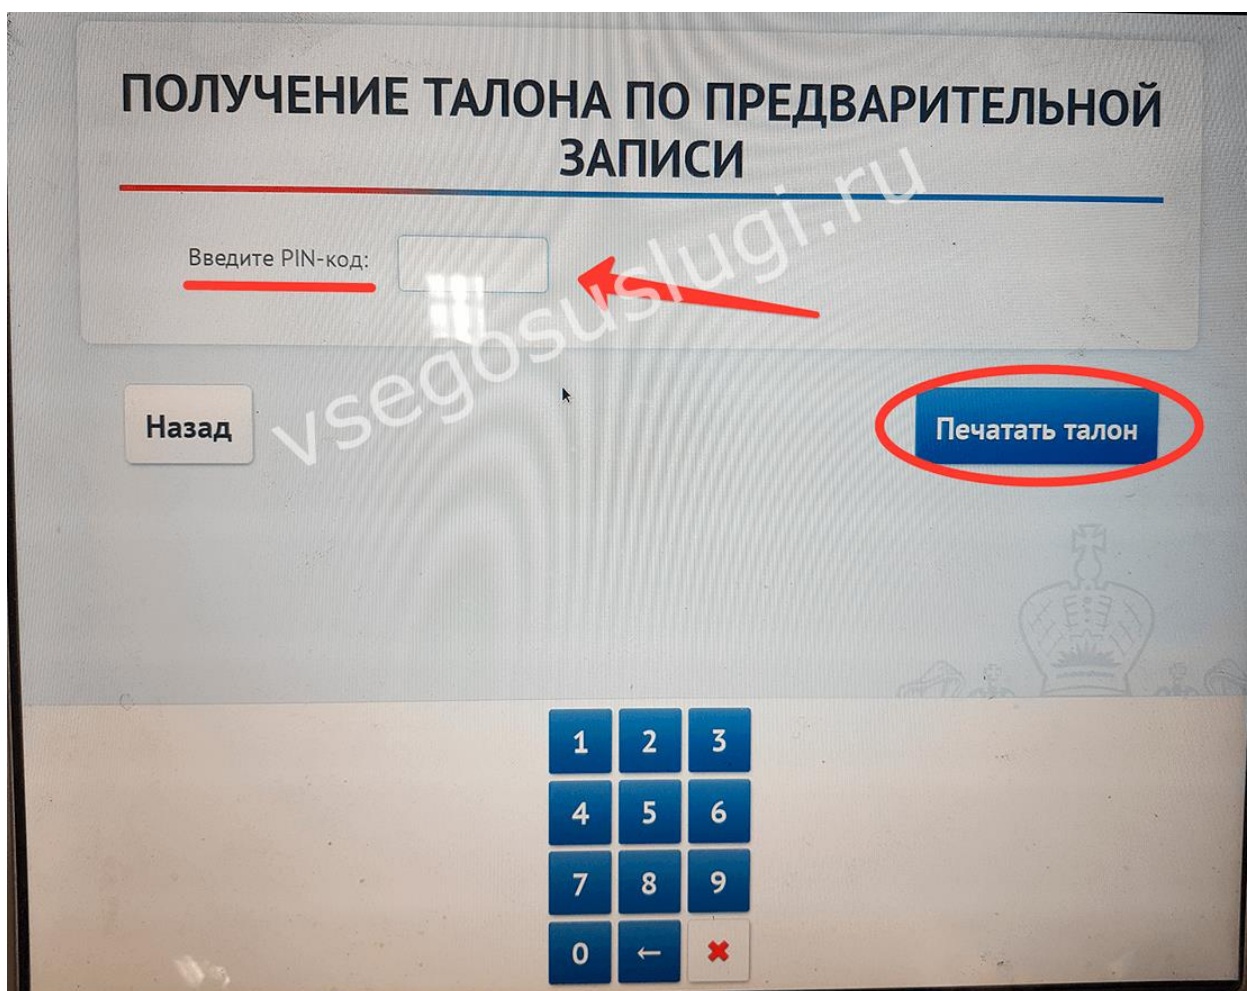 ПОЛУЧЕНИЕ ТАЛОНА ПО ПРЕДВАРИТЕЛЬНОЙ
ЗАПИСИ
Введите PIN-код:
vsegosuslugi.ru
Назад
Печатать талон
1 2 3
4 5 6
7 8 9
0 ←